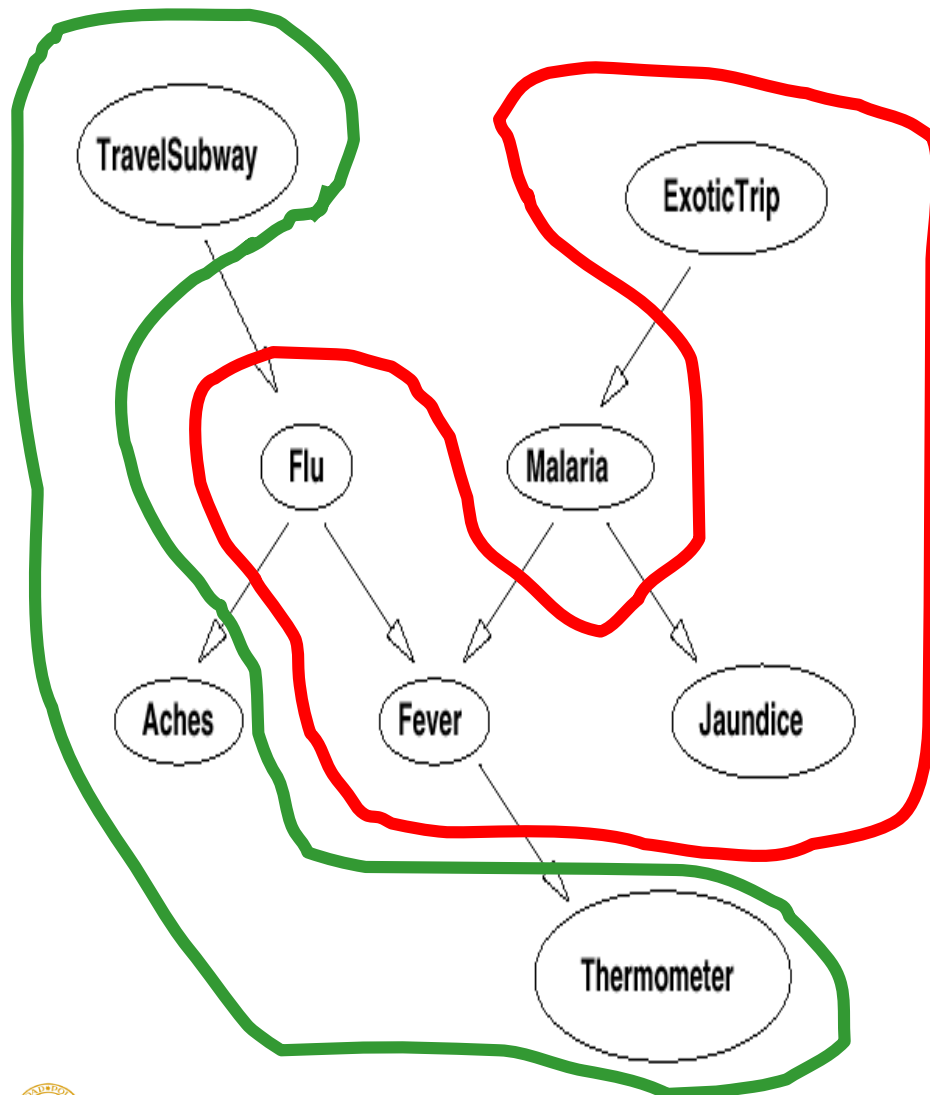 TravelSubway
ExoticTrip
Flu
Malaria
Aches
Fever
Jaundice
Thermometer